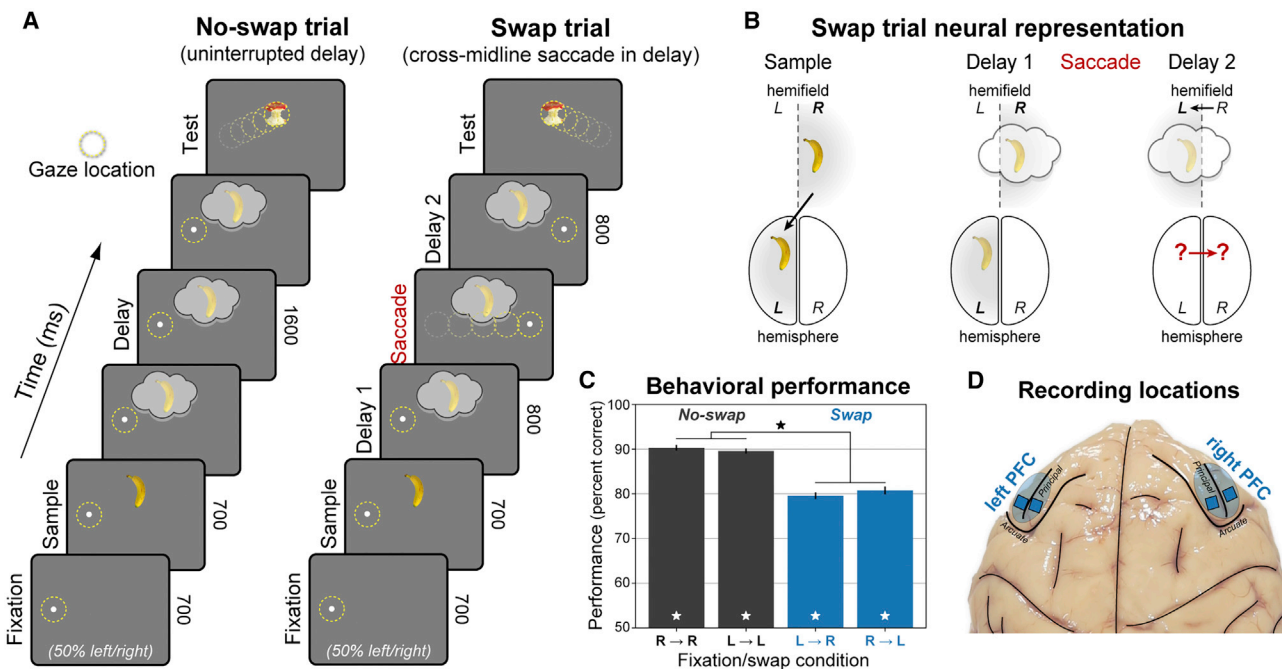 A
No-swap trial
(uninterrupted delay)
Swap trial
(cross-midline saccade in delay)
Gaze location
Time (ms)
Test
Delay
1600
Sample
700
Fixation
700
(50% left/right)
Test
Delay 2
800
Saccade
Delay 1
800
Sample
700
Fixation
700
(50% left/right)
B
Swap trial neural representation
Sample
Delay 1
Saccade
Delay 2
hemifield
L R
hemifield
L R
hemifield
L R
L R
hemisphere
L R
hemisphere
? ?
L R
hemisphere
C
Behavioral performance
Performance (percent correct)
100
90
80
70
60
50
No-swap
Swap
R → R
L → L
L → R
R → L
Fixation/swap condition
D
Recording locations
left PFC
right PFC
Principal
Arcuate
Principal
Arcuate